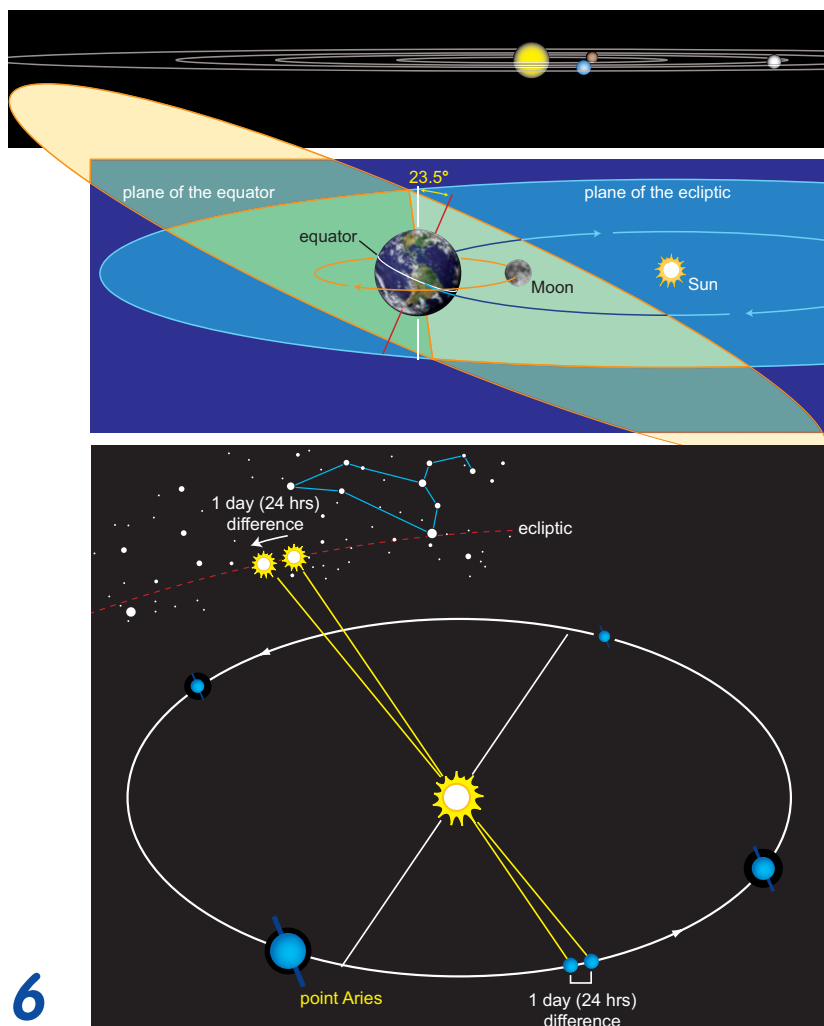 23.5°
plane of the equator
plane of the ecliptic
equator
Moon
Sun
1 day (24 hrs)
difference
ecliptic
point Aries
1 day (24 hrs)
difference
6